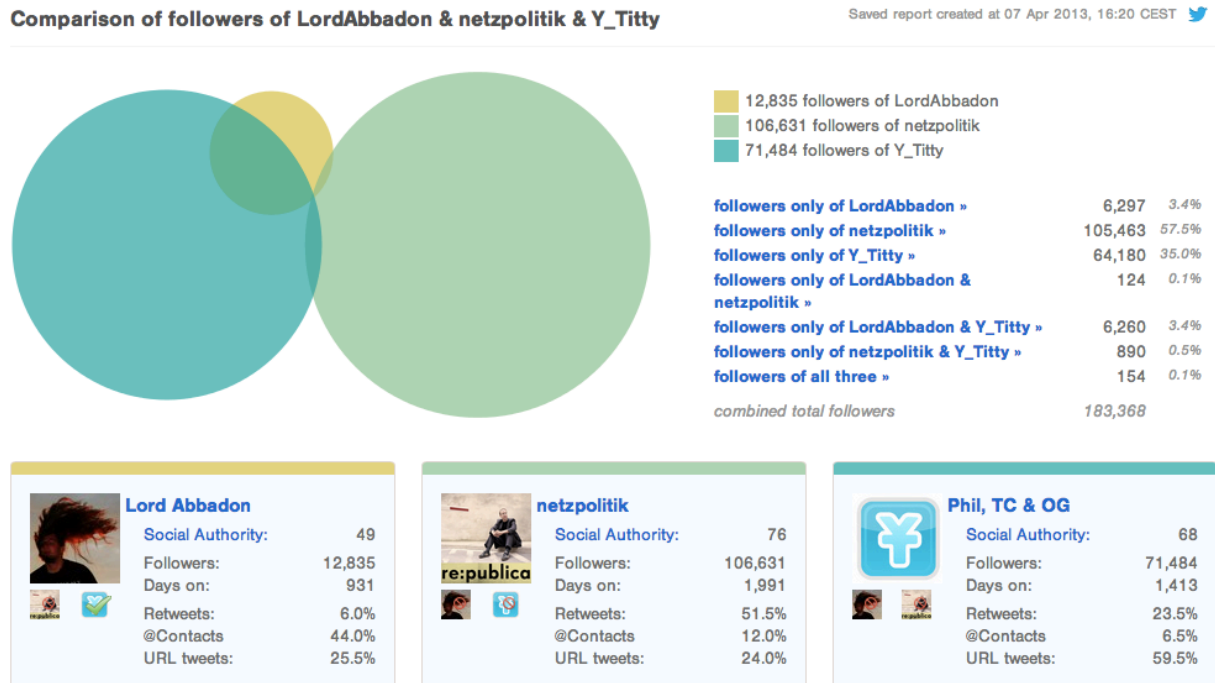 Comparison of followers of LordAbbadon & netzpolitik & Y_Titty
Saved report created at 07 Apr 2013, 16:20 CEST
12,835 followers of LordAbbadon
106,631 followers of netzpolitik
71,484 followers of Y_Titty
followers only of LordAbbadon » 6,297 3.4%
followers only of netzpolitik » 105,463 57.5%
followers only of Y_Titty » 64,180 35.0%
followers only of LordAbbadon & 124 0.1%
netzpolitik »
followers only of LordAbbadon & Y_Titty » 6,260 3.4%
followers only of netzpolitik & Y_Titty » 890 0.5%
followers of all three » 154 0.1%
combined total followers 183,368
Lord Abbadon
Social Authority: 49
Followers: 12,835
Days on: 931
Retweets: 6.0%
@Contacts 44.0%
URL tweets: 25.5%
re:publica
netzpolitik
Social Authority: 76
Followers: 106,631
Days on: 1,991
Retweets: 51.5%
@Contacts 12.0%
URL tweets: 24.0%
re:publica
Phil, TC & OG
Social Authority: 68
Followers: 71,484
Days on: 1,413
Retweets: 23.5%
@Contacts 6.5%
URL tweets: 59.5%
re:publica